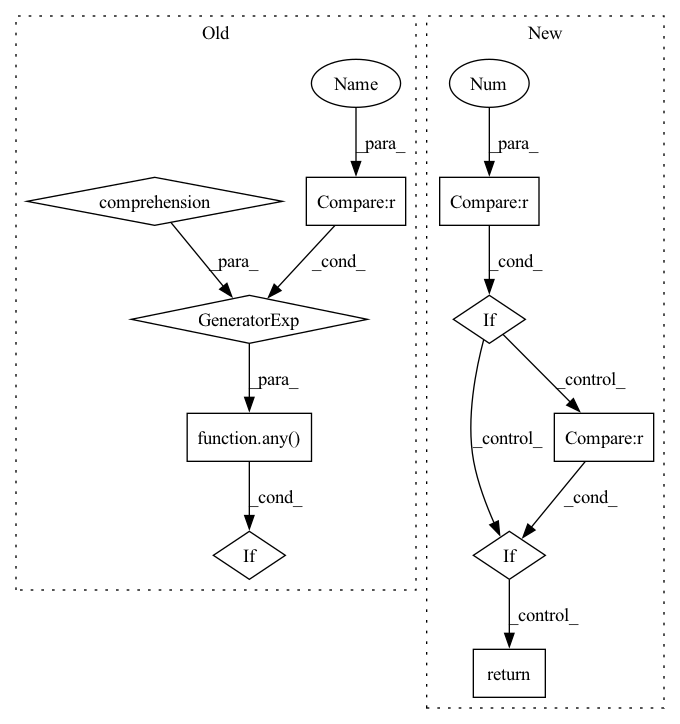 Old
New
Name
Num
_para_
_para_
comprehension
Compare:r
Compare:r
_para_
_cond_
_cond_
GeneratorExp
If
_para_
_control_
_control_
function.any()
Compare:r
_cond_
_cond_
If
If
_control_
return